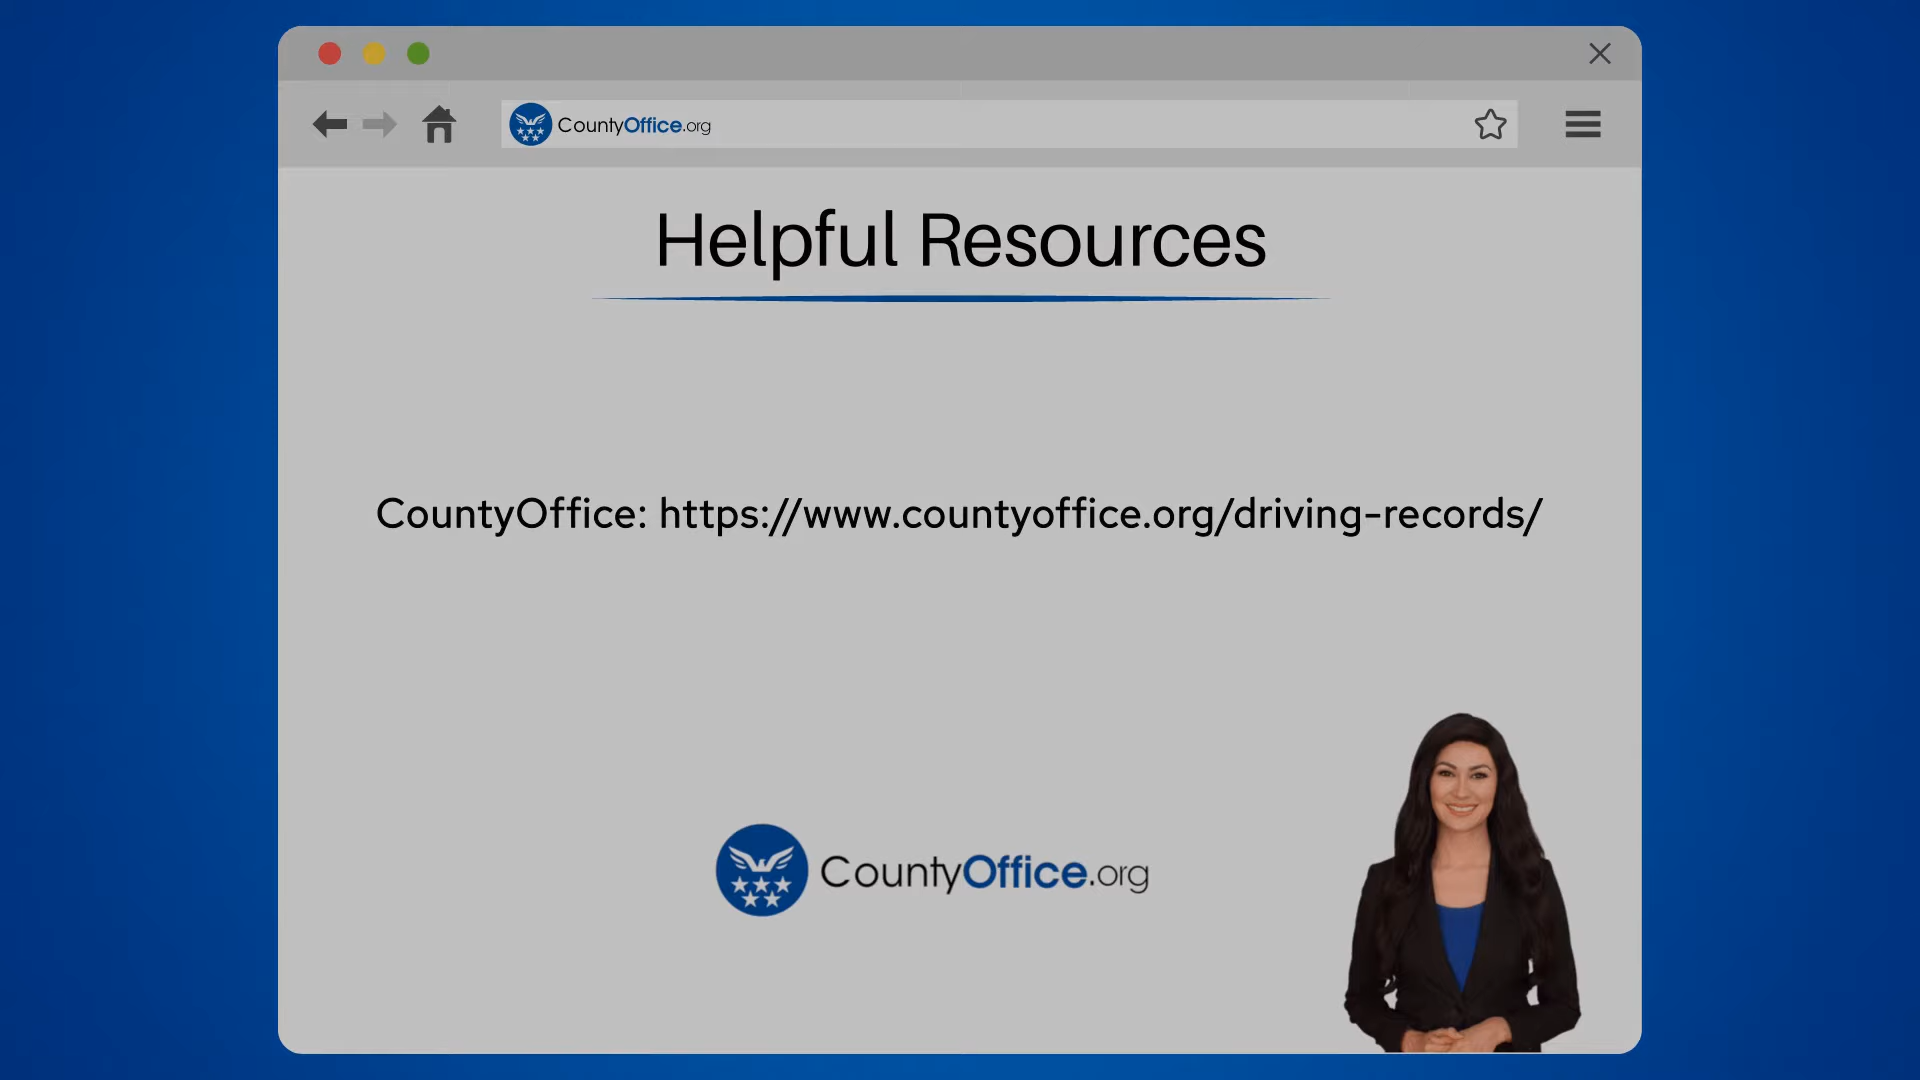 CountyOffice.org
Helpful Resources
CountyOffice: https://www.countyoffice.org/driving-records/
CountyOffice.org